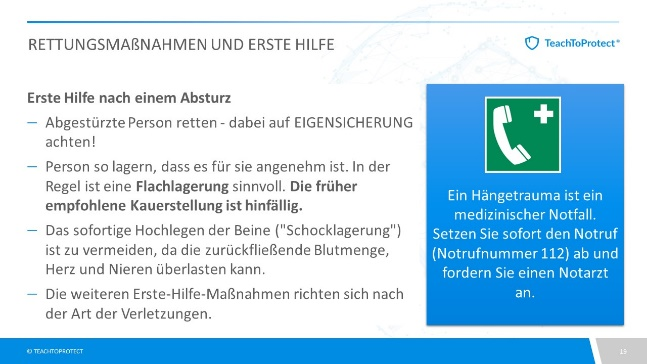 RETTUNGSMAßNAHMEN UND ERSTE HILFE
TeachToProtect®
Erste Hilfe nach einem Absturz
– Abgestürzte Person retten - dabei auf EIGENSICHERUNG
achten!
– Person so lagern, dass es für sie angenehm ist. In der
Regel ist eine Flachlagerung sinnvoll. Die früher
empfohlene Kauerstellung ist hinfällig.
– Das sofortige Hochlegen der Beine ("Schocklagerung")
ist zu vermeiden, da die zurückfließende Blutmenge,
Herz und Nieren überlasten kann.
– Die weiteren Erste-Hilfe-Maßnahmen richten sich nach
der Art der Verletzungen.
Ein Hängetrauma ist ein
medizinischer Notfall.
Setzen Sie sofort den Notruf
(Notrufnummer 112) ab und
fordern Sie einen Notarzt
an.
© TEACHTOPROTECT